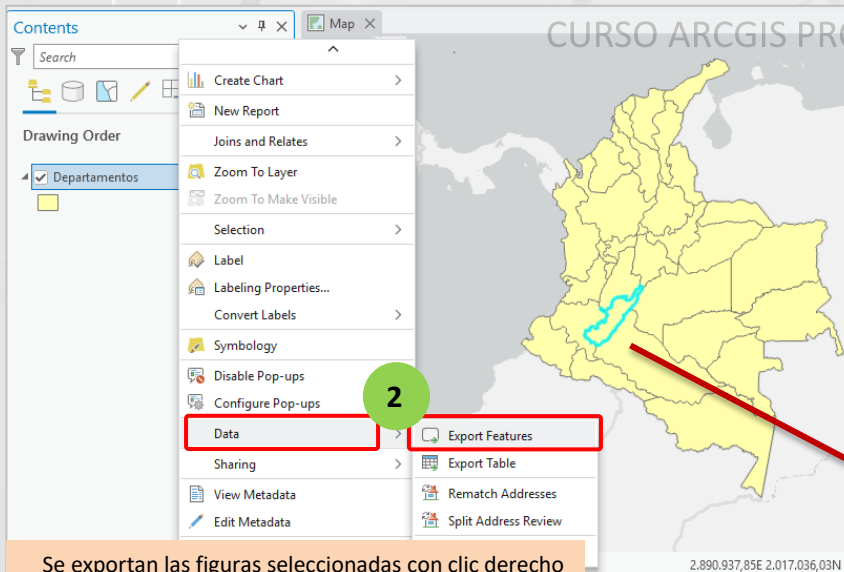 Contents
Map
CURSO ARCGIS PRO
Search
Drawing Order
Departamentos
Create Chart
New Report
Joins and Relates
Zoom To Layer
Zoom To Make Visible
Selection
Label
Labeling Properties...
Convert Labels
Symbology
Disable Pop-ups
Configure Pop-ups
2
Data
Export Features
Sharing
Export Table
View Metadata
Rematch Addresses
Edit Metadata
Split Address Review
Se exportan las figuras seleccionadas con clic derecho
2.890.937,85E 2.017.036,03N